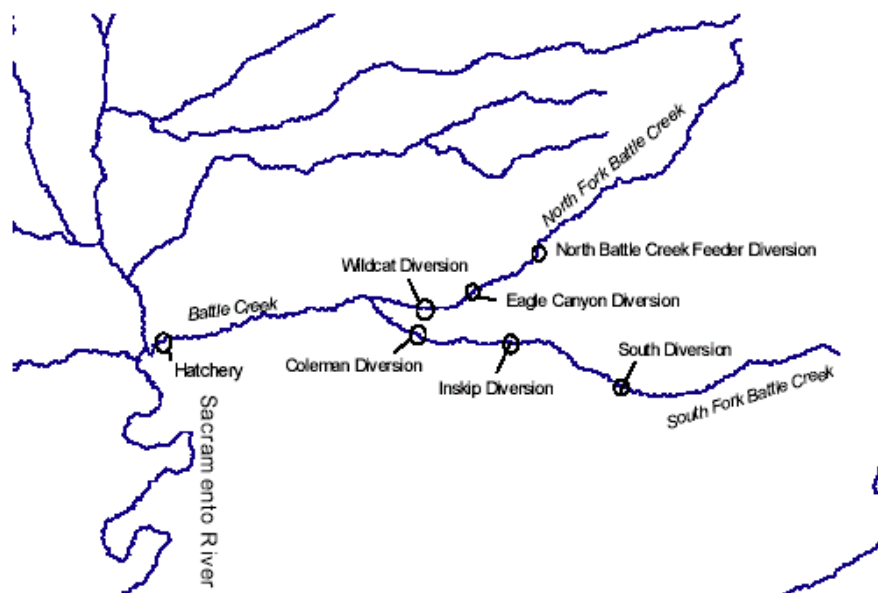 North Fork Battle Creek
North Battle Creek Feeder Diversion
Wildcat Diversion
Eagle Canyon Diversion
Battle Creek
Hatchery
Coleman Diversion
Inskip Diversion
South Diversion
South Fork Battle Creek
Sacramento River